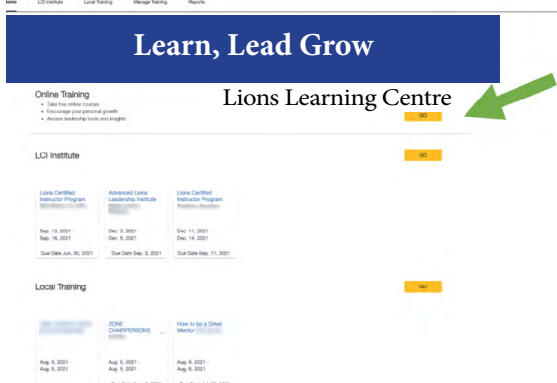 Home LCI Institute Local Training Manage Training Reports
Learn, Lead Grow
Online Training
Lions Learning Centre
• Take free online courses
• Encourage your personal growth
• Access leadership tools and insights
GO
LCI Institute
GO
Lions Certified
Instructor Program
Sep. 13, 2021 -
Sep. 16, 2021
Due Date Jun. 30, 2021
Advanced Lions
Leadership Institute
Dec. 3, 2021 -
Dec. 5, 2021
Due Date Sep. 3, 2021
Lions Certified
Instructor Program
Dec. 11, 2021 -
Dec. 14, 2021
Due Date Sep. 11, 2021
Local Training
GO
Aug. 5, 2021 -
Aug. 5, 2021
ZONE
CHAIRPERSONS
Aug. 5, 2021 -
Aug. 5, 2021
How to be a Great
Mentor
Aug. 6, 2021 -
Aug. 6, 2021